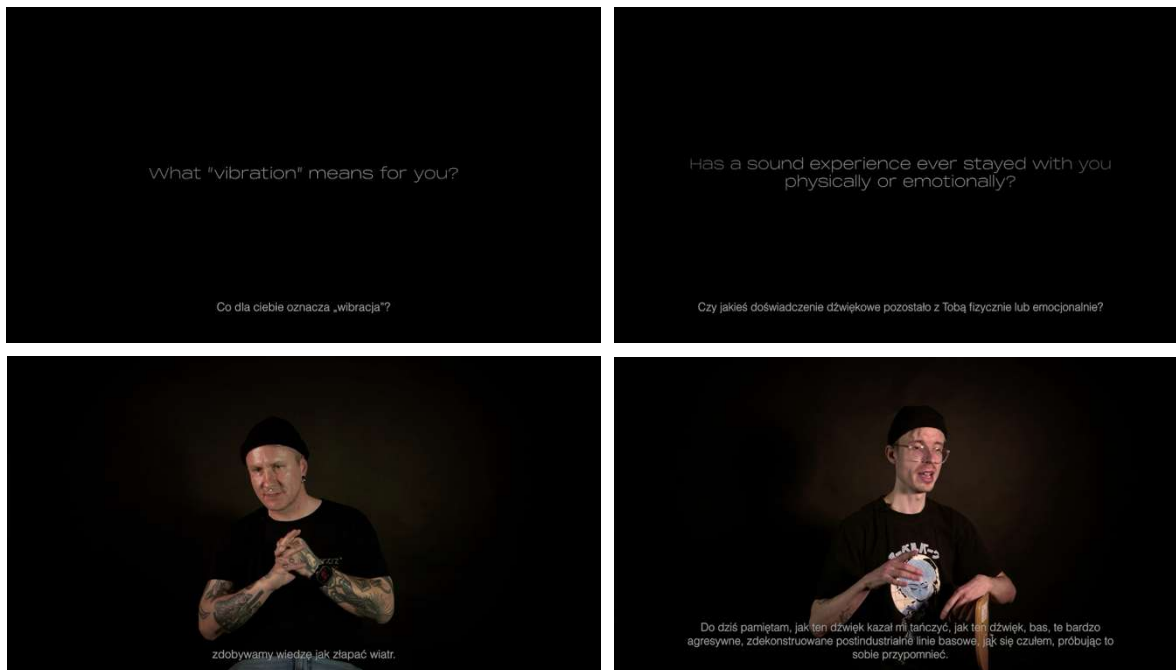 What "vibration" means for you?
Co dla ciebie oznacza „wibracja”?
Has a sound experience ever stayed with you
physically or emotionally?
Czy jakieś doświadczenie dźwiękowe pozostało z Tobą fizycznie lub emocjonalnie?
zdobywamy wiedzę jak złapać wiatr.
Do dziś pamiętam, jak ten dźwięk kazał mi tańczyć, jak ten dźwięk, bas, te bardzo
agresywne, zdekonstruowane postindustrialne linie basowe, jak się czułem, próbując to
sobie przypomnieć.